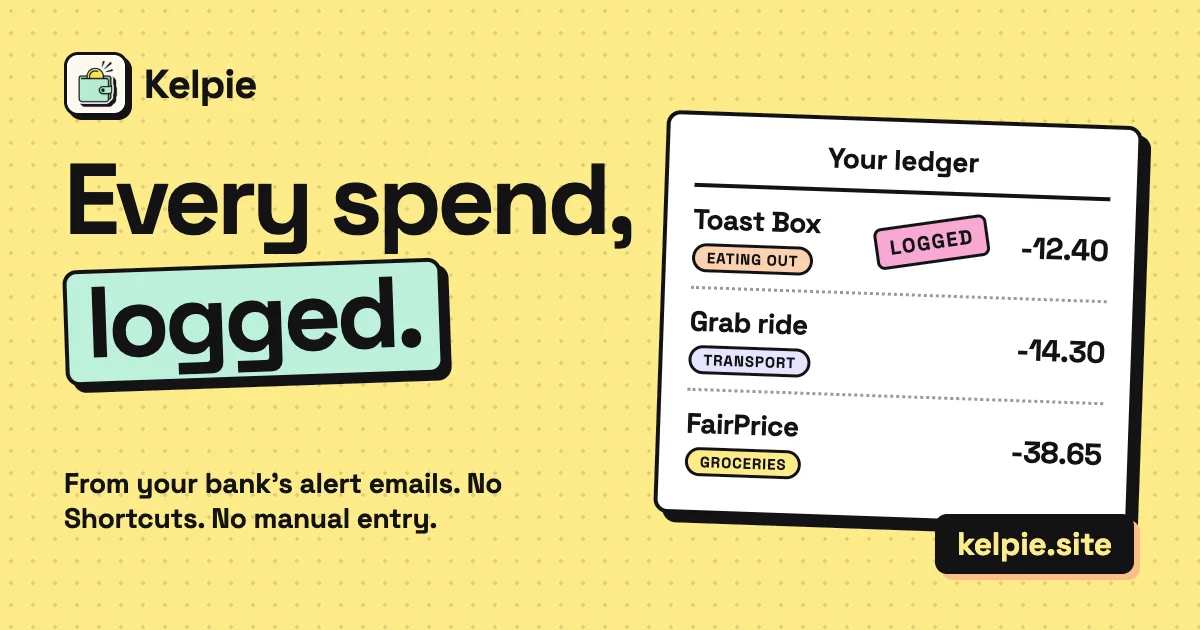 Kelpie
Every spend,
logged.
From your bank’s alert emails. No
Shortcuts. No manual entry.
Your ledger
Toast Box
EATING OUT
LOGGED
-12.40
Grab ride
TRANSPORT
-14.30
FairPrice
GROCERIES
-38.65
kelpie.site